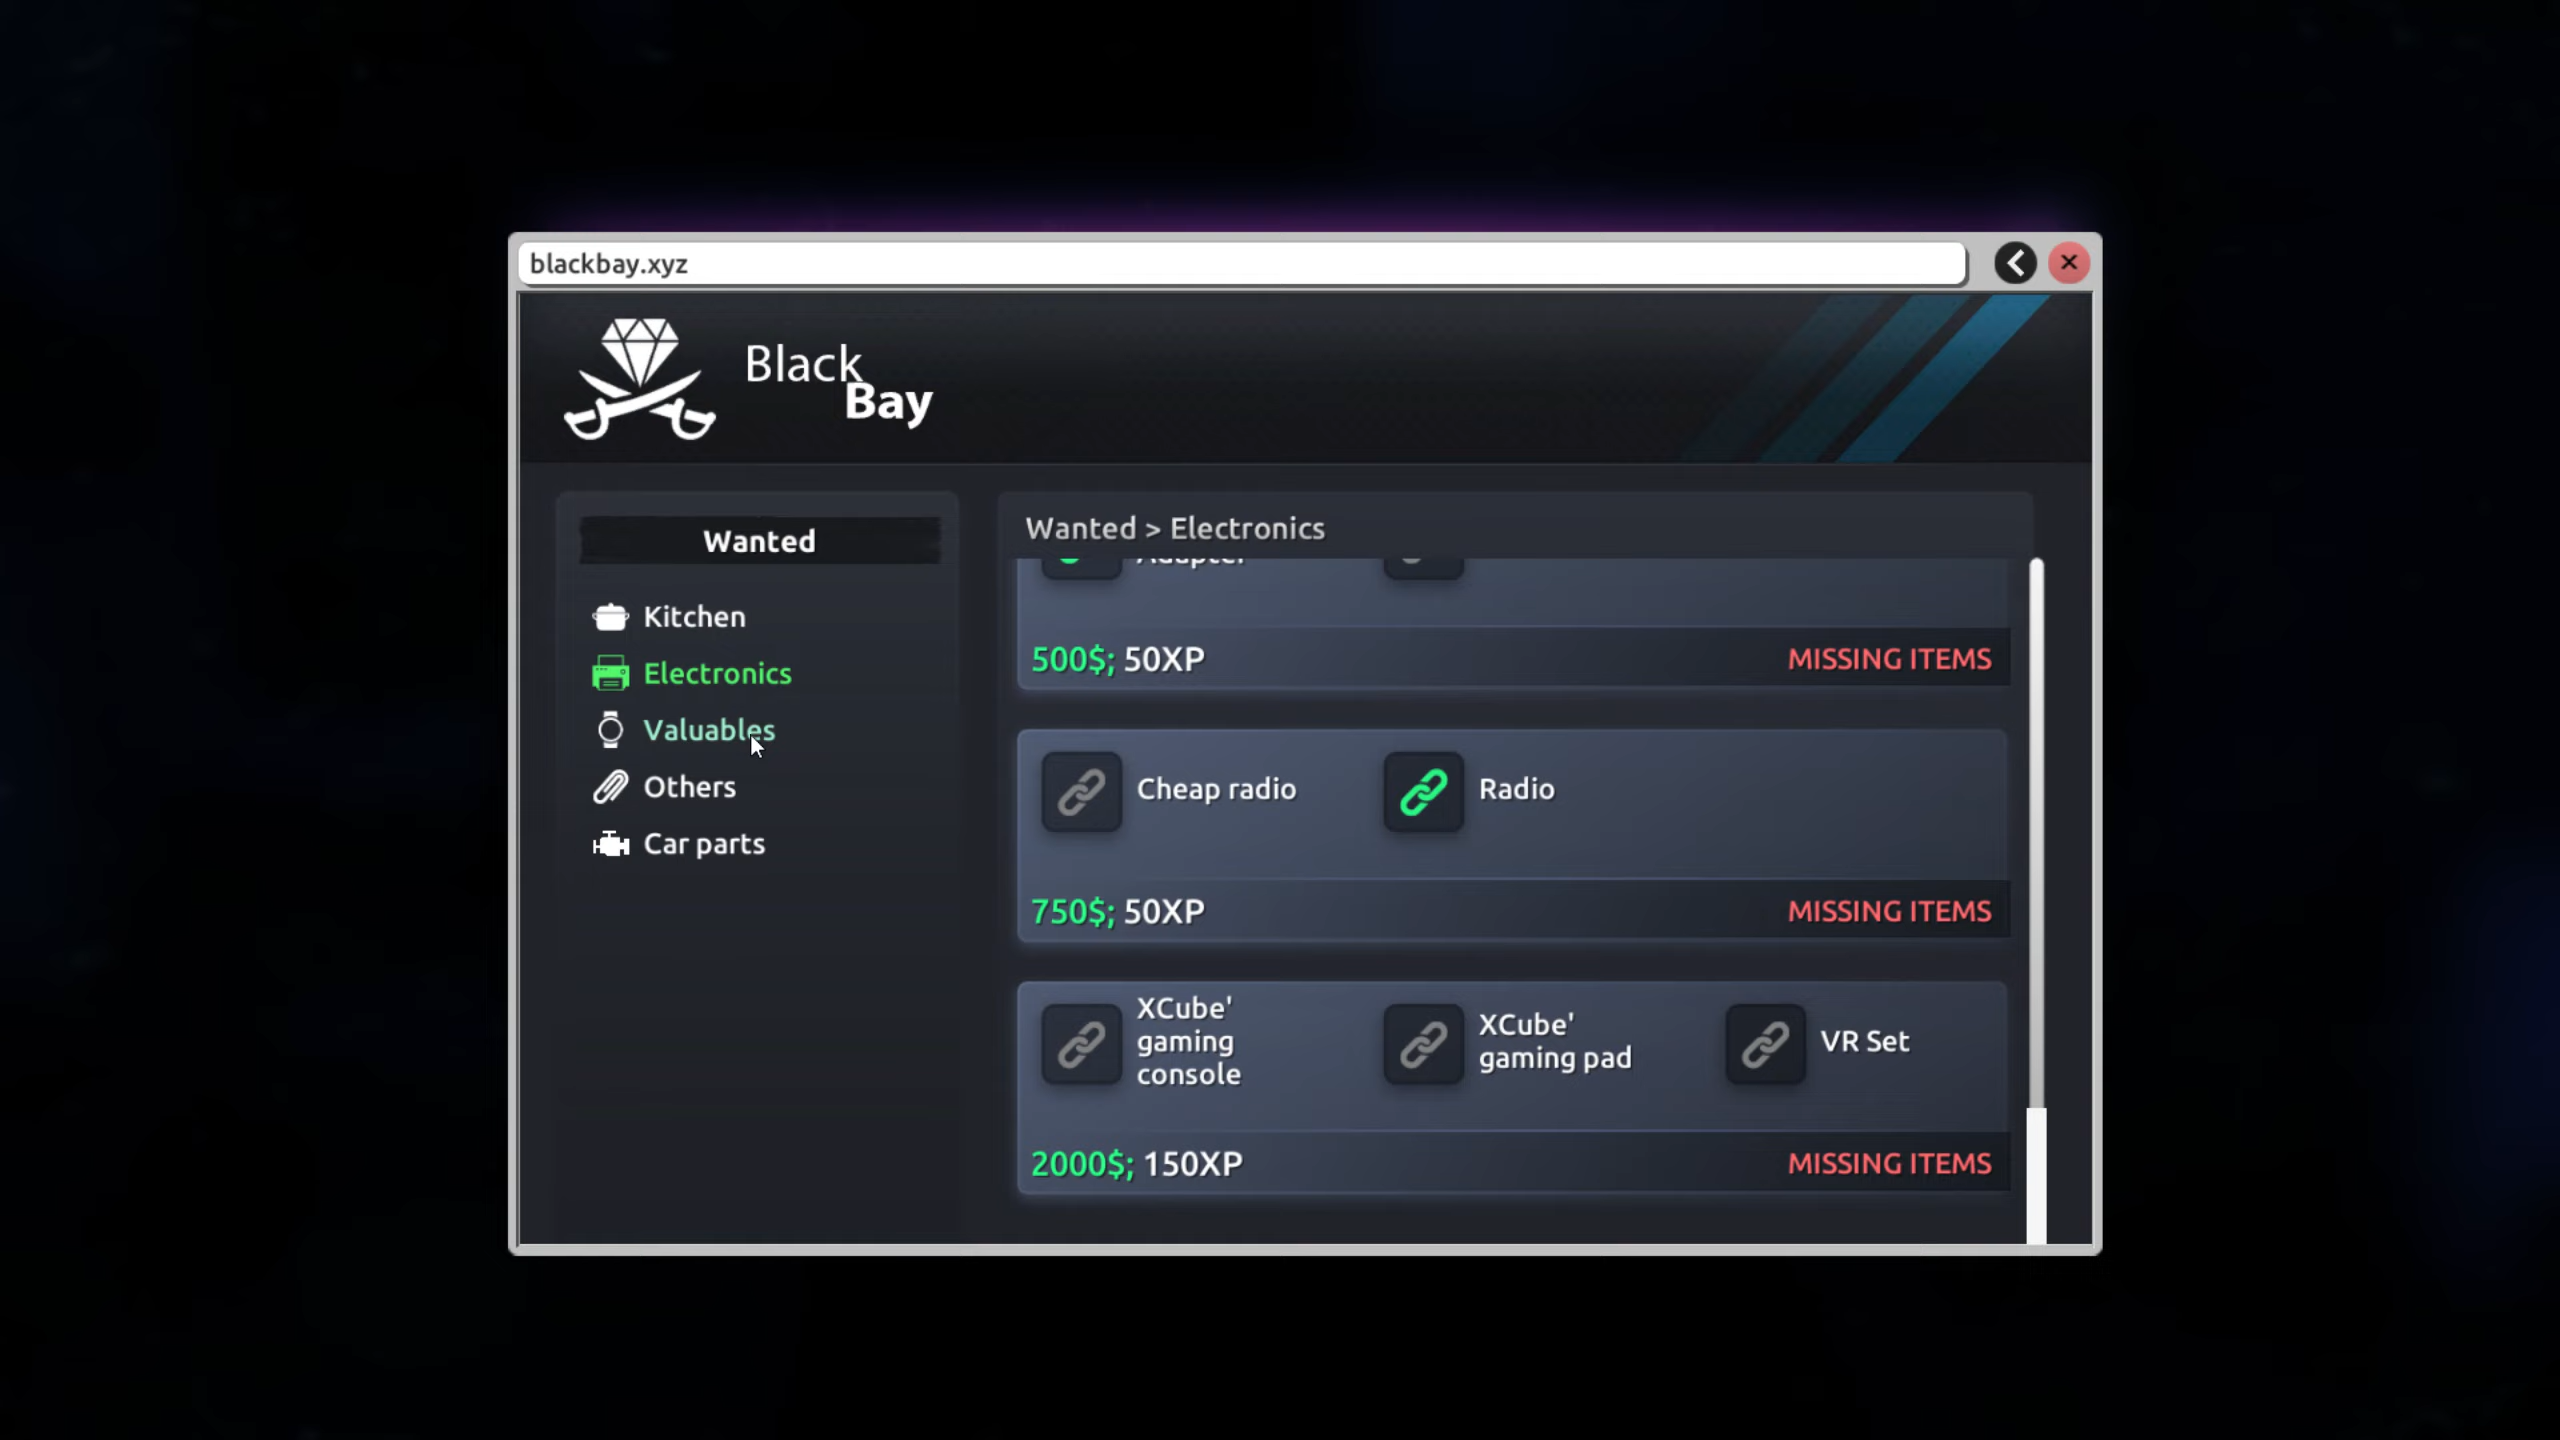 blackbay.xyz
Black
Bay
Wanted
Kitchen
Electronics
Valuables
Others
Car parts
Wanted > Electronics
Adapter
500$; 50XP
MISSING ITEMS
Cheap radio
Radio
750$; 50XP
MISSING ITEMS
XCube'
gaming
console
XCube'
gaming pad
VR Set
2000$; 150XP
MISSING ITEMS